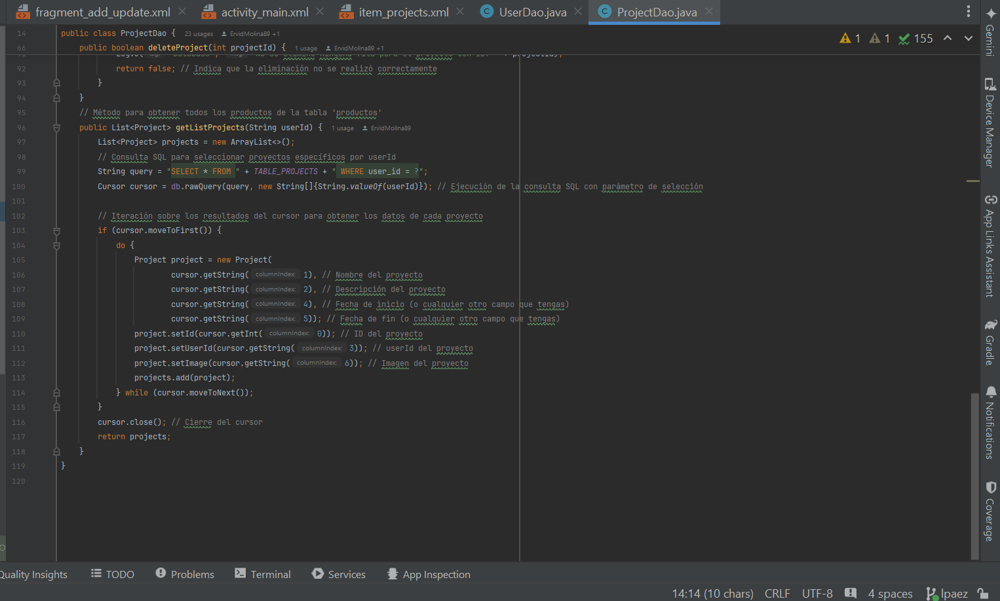 fragment_add_update.xml activity_main.xml item_projects.xml UserDao.java ProjectDao.java
14 public class ProjectDao { 23 usages ErvidMolina89 +1
66 public boolean deleteProject(int projectId) { 1 usage ErvidMolina89 +1
1 1 155
92 return false; // Indica que la eliminación no se realizó correctamente
93 }
94 }
95 // Método para obtener todos los productos de la tabla 'productos'
96 public List<Project> getListProjects(String userId) { 1 usage ErvidMolina89
97 List<Project> projects = new ArrayList<>();
98 // Consulta SQL para seleccionar proyectos específicos por userId
99 String query = "SELECT * FROM " + TABLE_PROJECTS + " WHERE user_id = ?";
100 Cursor cursor = db.rawQuery(query, new String[]{String.valueOf(userId)}); // Ejecución de la consulta SQL con parámetro de selección
101
102 // Iteración sobre los resultados del cursor para obtener los datos de cada proyecto
103 if (cursor.moveToFirst()) {
104 do {
105 Project project = new Project(
106 cursor.getString( columnIndex: 1), // Nombre del proyecto
107 cursor.getString( columnIndex: 2), // Descripción del proyecto
108 cursor.getString( columnIndex: 4), // Fecha de inicio (o cualquier otro campo que tengas)
109 cursor.getString( columnIndex: 5)); // Fecha de fin (o cualquier otro campo que tengas)
110 project.setId(cursor.getInt( columnIndex: 0)); // ID del proyecto
111 project.setUserId(cursor.getString( columnIndex: 3)); // userId del proyecto
112 project.setImage(cursor.getString( columnIndex: 6)); // Imagen del proyecto
113 projects.add(project);
114 } while (cursor.moveToNext());
115 }
116 cursor.close(); // Cierre del cursor
117 return projects;
118 }
119 }
120
Gemini
Device Manager
App Links Assistant
Gradle
Notifications
Coverage
Quality Insights TODO Problems Terminal Services App Inspection
14:14 (10 chars) CRLF UTF-8 4 spaces lpaez